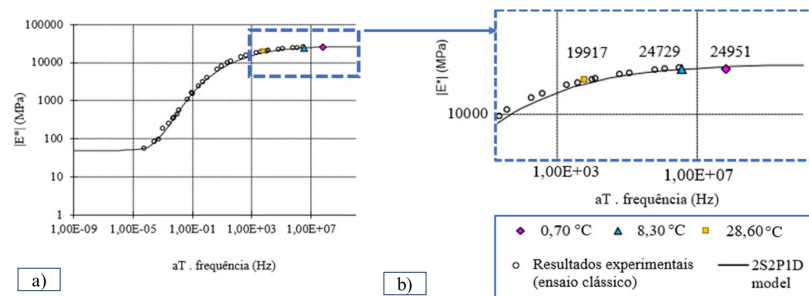 a)
|E*| (MPa)
100000
10000
1000
100
10
1
1,00E-09
1,00E-05
1,00E-01
1,00E+03
1,00E+07
aT . frequência (Hz)
b)
|E*| (MPa)
10000
19917
24729
24951
1,00E+03
1,00E+07
aT . frequência (Hz)
0,70 °C
8,30 °C
28,60 °C
Resultados experimentais
(ensaio clássico)
2S2P1D
model